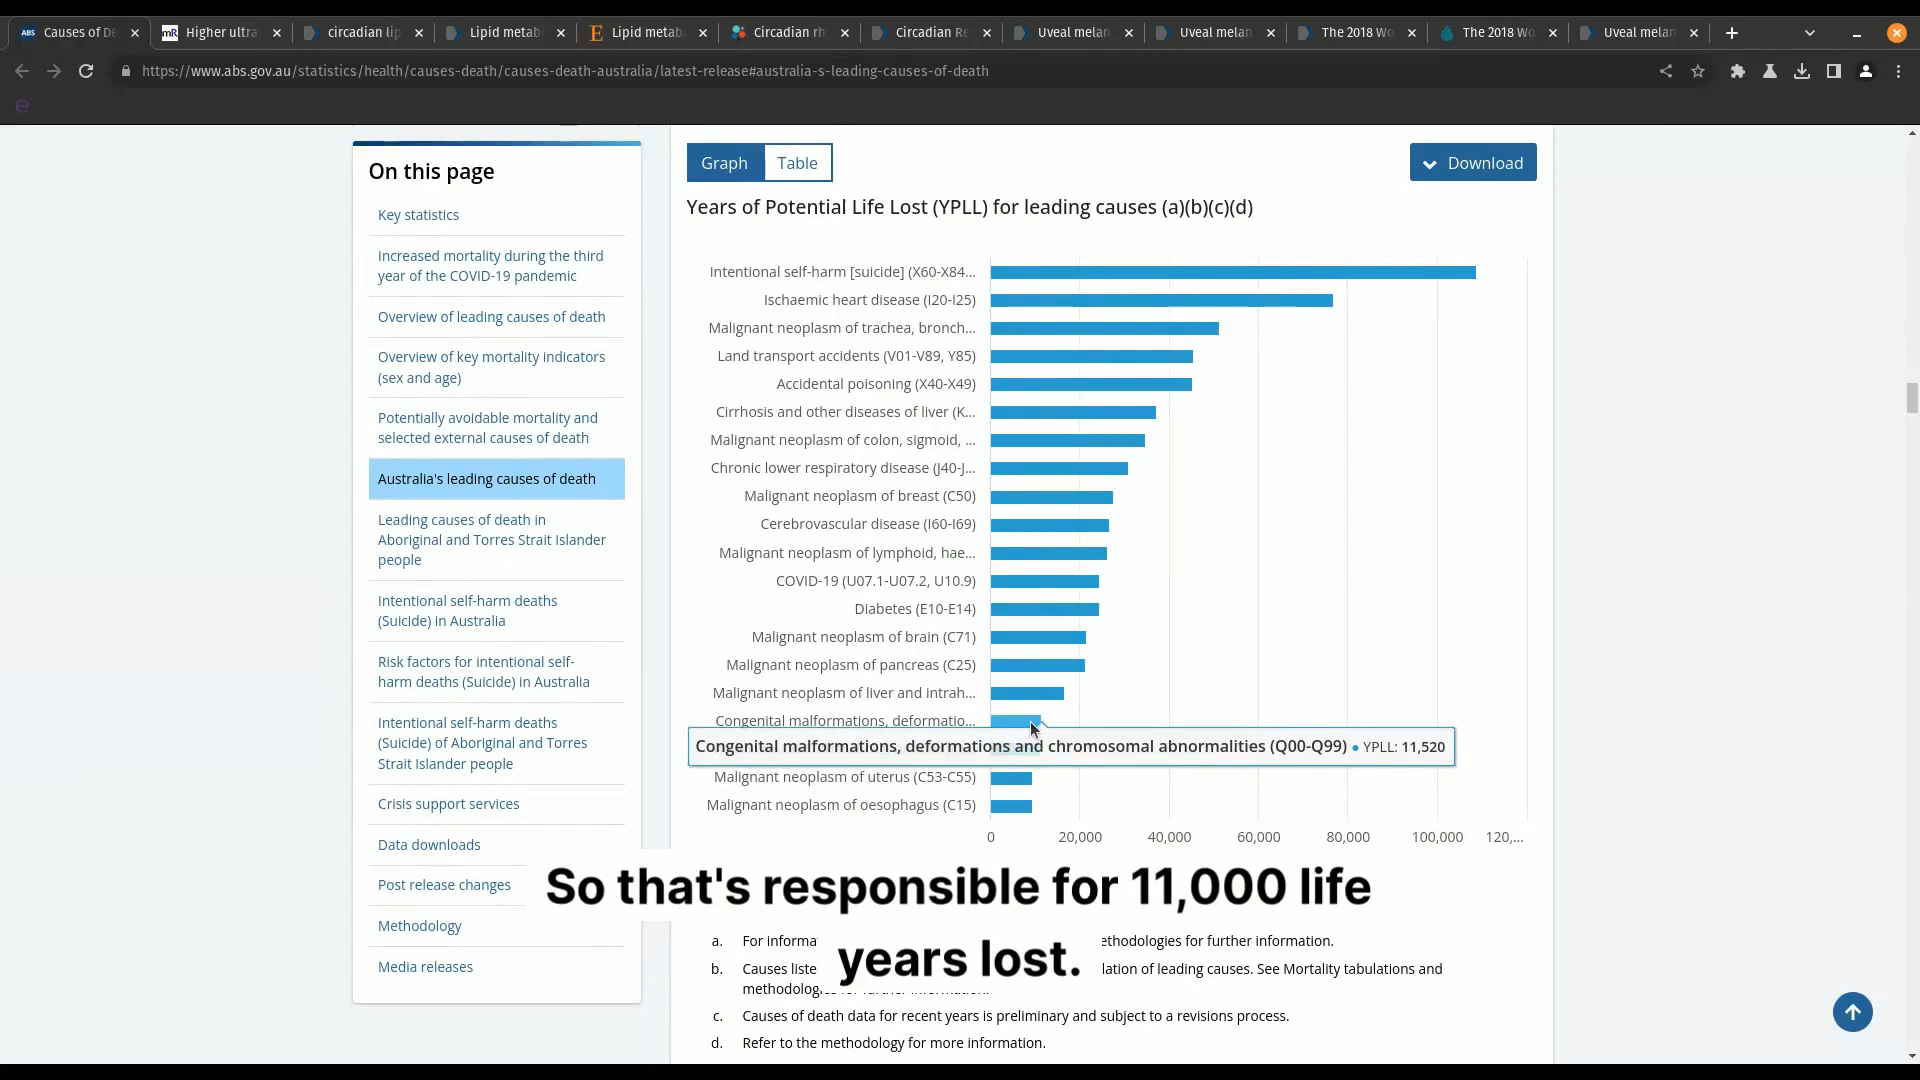 ABS Causes of De
mR Higher ultra
circadian lip
Lipid metab
E Lipid metab
Circadian rh
Circadian Re
Uveal melan
Uveal melan
The 2018 Wo
The 2018 Wo
Uveal melan
https://www.abs.gov.au/statistics/health/causes-death/causes-death-australia/latest-release#australia-s-leading-causes-of-death
e
On this page
Key statistics
Increased mortality during the third
year of the COVID-19 pandemic
Overview of leading causes of death
Overview of key mortality indicators
(sex and age)
Potentially avoidable mortality and
selected external causes of death
Australia's leading causes of death
Leading causes of death in
Aboriginal and Torres Strait Islander
people
Intentional self-harm deaths
(Suicide) in Australia
Risk factors for intentional self-
harm deaths (Suicide) in Australia
Intentional self-harm deaths
(Suicide) of Aboriginal and Torres
Strait Islander people
Crisis support services
Data downloads
Post release changes
Methodology
Media releases
Graph
Table
Download
Years of Potential Life Lost (YPLL) for leading causes (a)(b)(c)(d)
Intentional self-harm [suicide] (X60-X84...
Ischaemic heart disease (I20-I25)
Malignant neoplasm of trachea, bronch...
Land transport accidents (V01-V89, Y85)
Accidental poisoning (X40-X49)
Cirrhosis and other diseases of liver (K...
Malignant neoplasm of colon, sigmoid, ...
Chronic lower respiratory disease (J40-J...
Malignant neoplasm of breast (C50)
Cerebrovascular disease (I60-I69)
Malignant neoplasm of lymphoid, hae...
COVID-19 (U07.1-U07.2, U10.9)
Diabetes (E10-E14)
Malignant neoplasm of brain (C71)
Malignant neoplasm of pancreas (C25)
Malignant neoplasm of liver and intrah...
Congenital malformations, deformatio...
Congenital malformations, deformations and chromosomal abnormalities (Q00-Q99) • YPLL: 11,520
Malignant neoplasm of uterus (C53-C55)
Malignant neoplasm of oesophagus (C15)
0 20,000 40,000 60,000 80,000 100,000 120,...
So that's responsible for 11,000 life
years lost.
a. For informa ethodologies for further information.
b. Causes liste lation of leading causes. See Mortality tabulations and
methodolog
c. Causes of death data for recent years is preliminary and subject to a revisions process.
d. Refer to the methodology for more information.